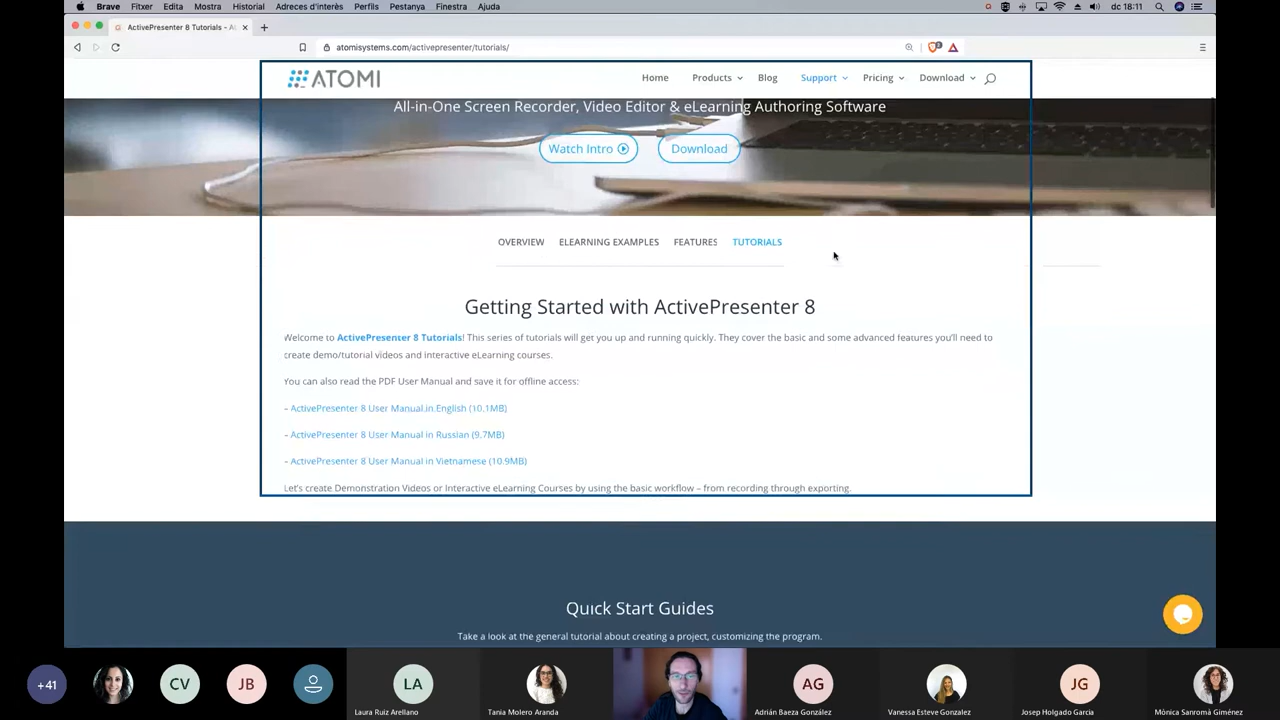 Brave Fitxer Edita Mostra Historial Adreces d'interès Perfils Pestanya Finestra Ajuda dc 18:11
ActivePresenter 8 Tutorials - A
atomisystems.com/activepresenter/tutorials/
ATOMI Home Products Blog Support Pricing Download
All-in-One Screen Recorder, Video Editor & eLearning Authoring Software
Watch Intro Download
OVERVIEW ELEARNING EXAMPLES FEATURES TUTORIALS
Getting Started with ActivePresenter 8
Welcome to ActivePresenter 8 Tutorials! This series of tutorials will get you up and running quickly. They cover the basic and some advanced features you'll need to
create demo/tutorial videos and interactive eLearning courses.
You can also read the PDF User Manual and save it for offline access:
– ActivePresenter 8 User Manual in English (10.1MB)
– ActivePresenter 8 User Manual in Russian (9.7MB)
– ActivePresenter 8 User Manual in Vietnamese (10.9MB)
Let's create Demonstration Videos or Interactive eLearning Courses by using the basic workflow – from recording through exporting.
Quick Start Guides
Take a look at the general tutorial about creating a project, customizing the program.
+41 CV JB LA AG JG
Laura Ruiz Arellano Tania Molero Aranda Adrián Baeza González Vanessa Esteve Gonzalez Josep Holgado Garcia Mònica Sanromà Giménez